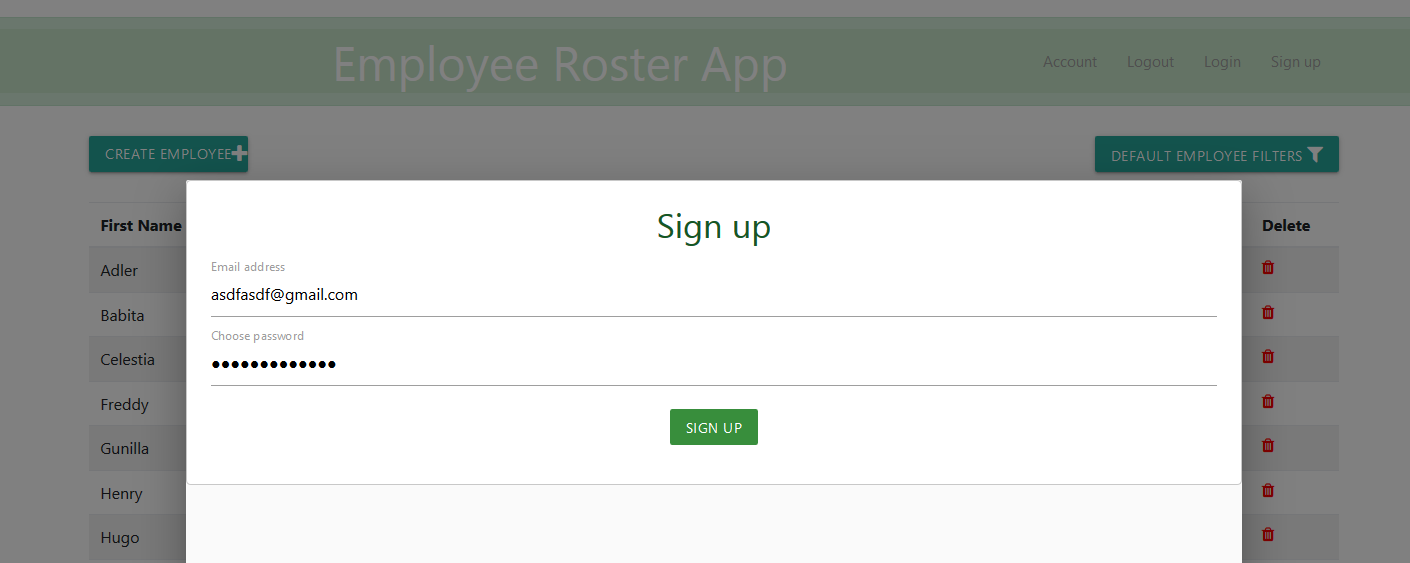 Employee Roster App
Account Logout Login Sign up
CREATE EMPLOYEE
DEFAULT EMPLOYEE FILTERS
First Name
Delete
Sign up
Email address
asdfasdf@gmail.com
Choose password
•••••••••••••
SIGN UP
Adler
Babita
Celestia
Freddy
Gunilla
Henry
Hugo